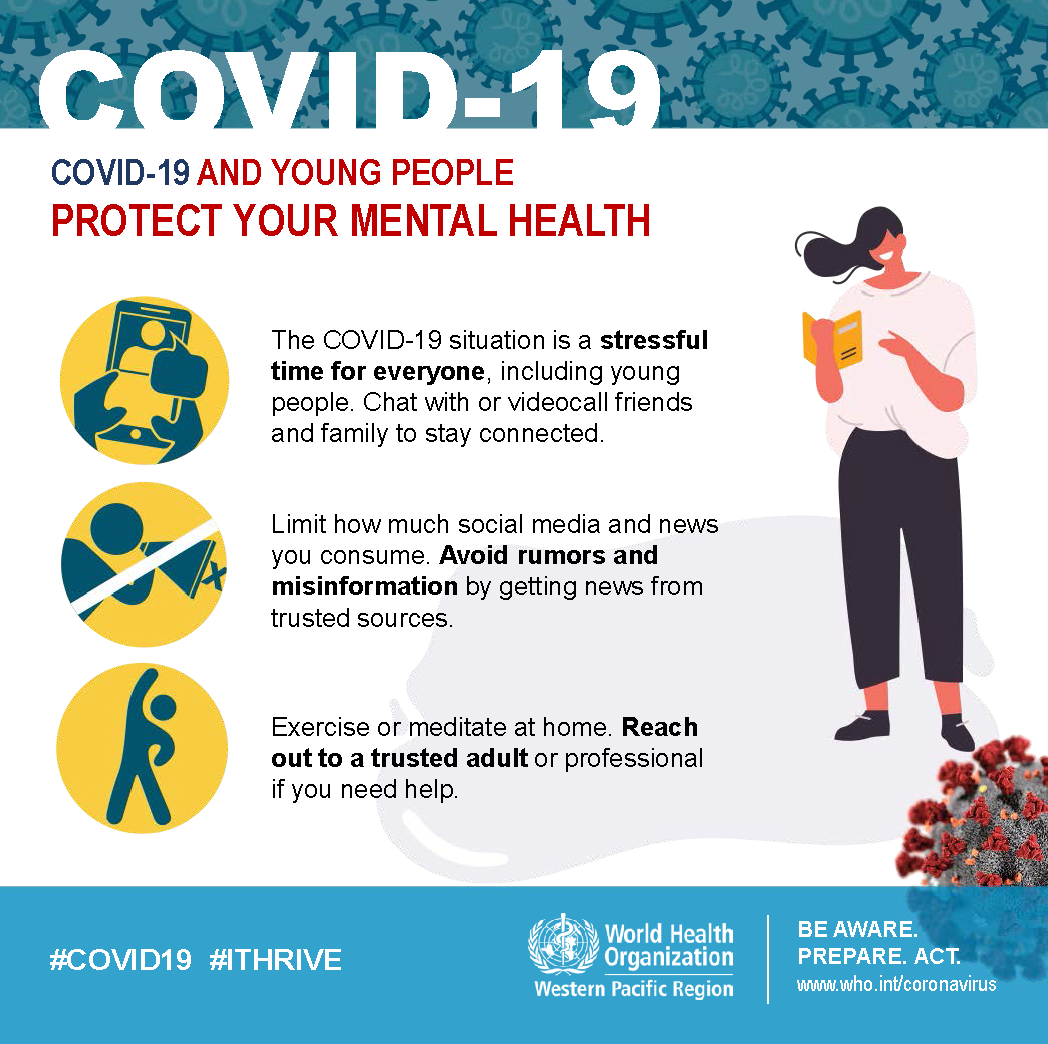 COVID-19
COVID-19 AND YOUNG PEOPLE
PROTECT YOUR MENTAL HEALTH
The COVID-19 situation is a stressful
time for everyone, including young
people. Chat with or videocall friends
and family to stay connected.
Limit how much social media and news
you consume. Avoid rumors and
misinformation by getting news from
trusted sources.
Exercise or meditate at home. Reach
out to a trusted adult or professional
if you need help.
#COVID19 #ITHRIVE
World Health
Organization
Western Pacific Region
BE AWARE.
PREPARE. ACT.
www.who.int/coronavirus